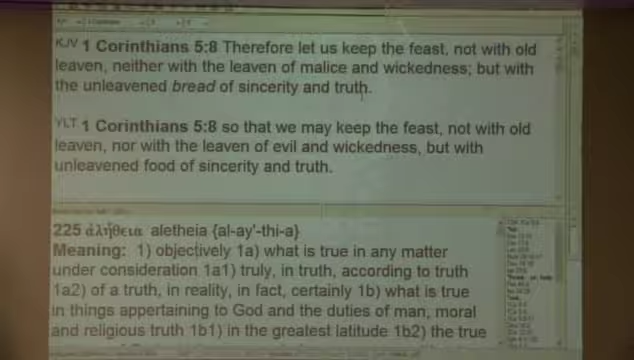 KJV 1 Corinthians 5:8 Therefore let us keep the feast, not with old
leaven, neither with the leaven of malice and wickedness; but with
the unleavened bread of sincerity and truth.
YLT 1 Corinthians 5:8 so that we may keep the feast, not with old
leaven, nor with the leaven of evil and wickedness, but with
unleavened food of sincerity and truth.
225 ἀλήθεια aletheia {al-ay'-thi-a}
Meaning: 1) objectively 1a) what is true in any matter
under consideration 1a1) truly, in truth, according to truth
1a2) of a truth, in reality, in fact, certainly 1b) what is true
in things appertaining to God and the duties of man, moral
and religious truth 1b1) in the greatest latitude 1b2) the true